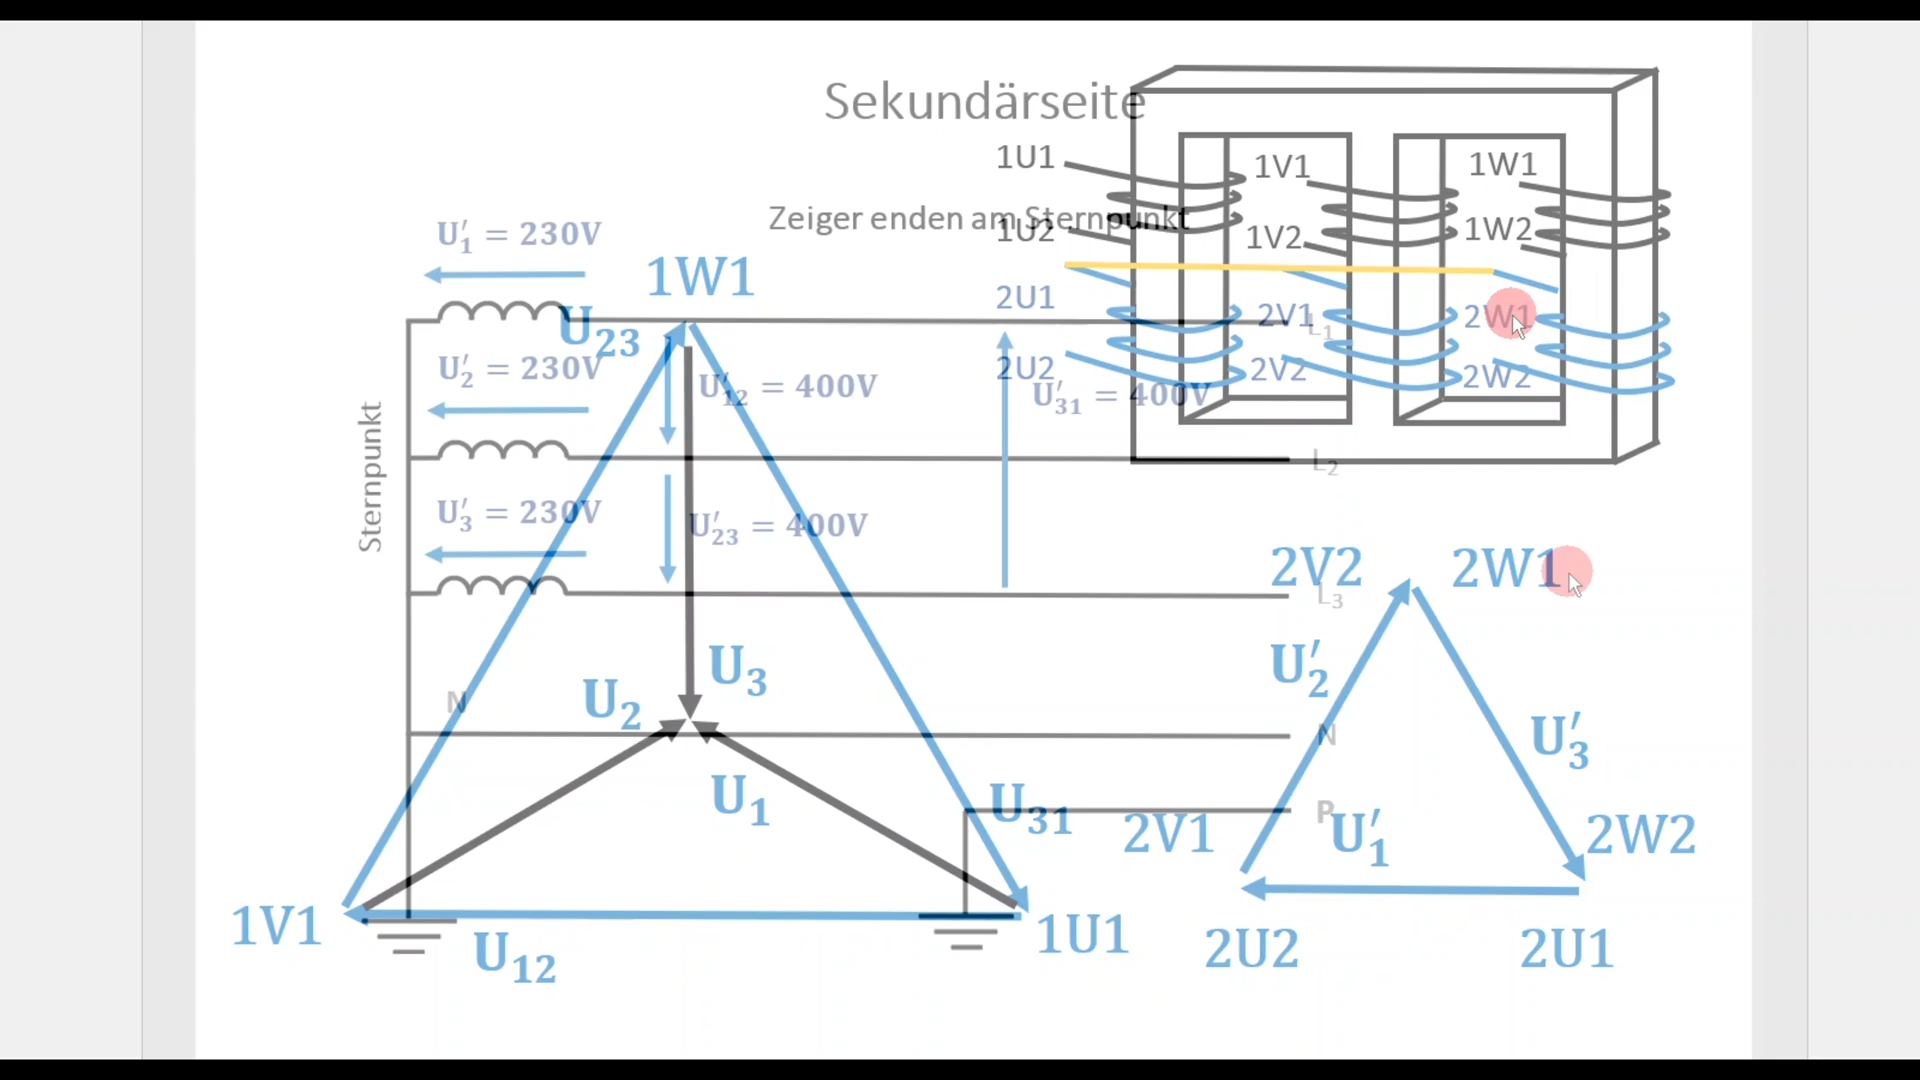 Sekundärseite
Zeiger enden am Sternpunkt
1U1
1V1
1W1
1U2
1V2
1W2
2U1
2V1
2W1
2U2
2V2
2W2
U′1 = 230V
U′2 = 230V
U′3 = 230V
Sternpunkt
U′12 = 400V
U′23 = 400V
U′31 = 400V
L1
L2
L3
N
N
P
1W1
U23
U3
U2
U1
U31
1V1
U12
1U1
2V2
2W1
U′2
U′3
2V1
U′1
2W2
2U2
2U1